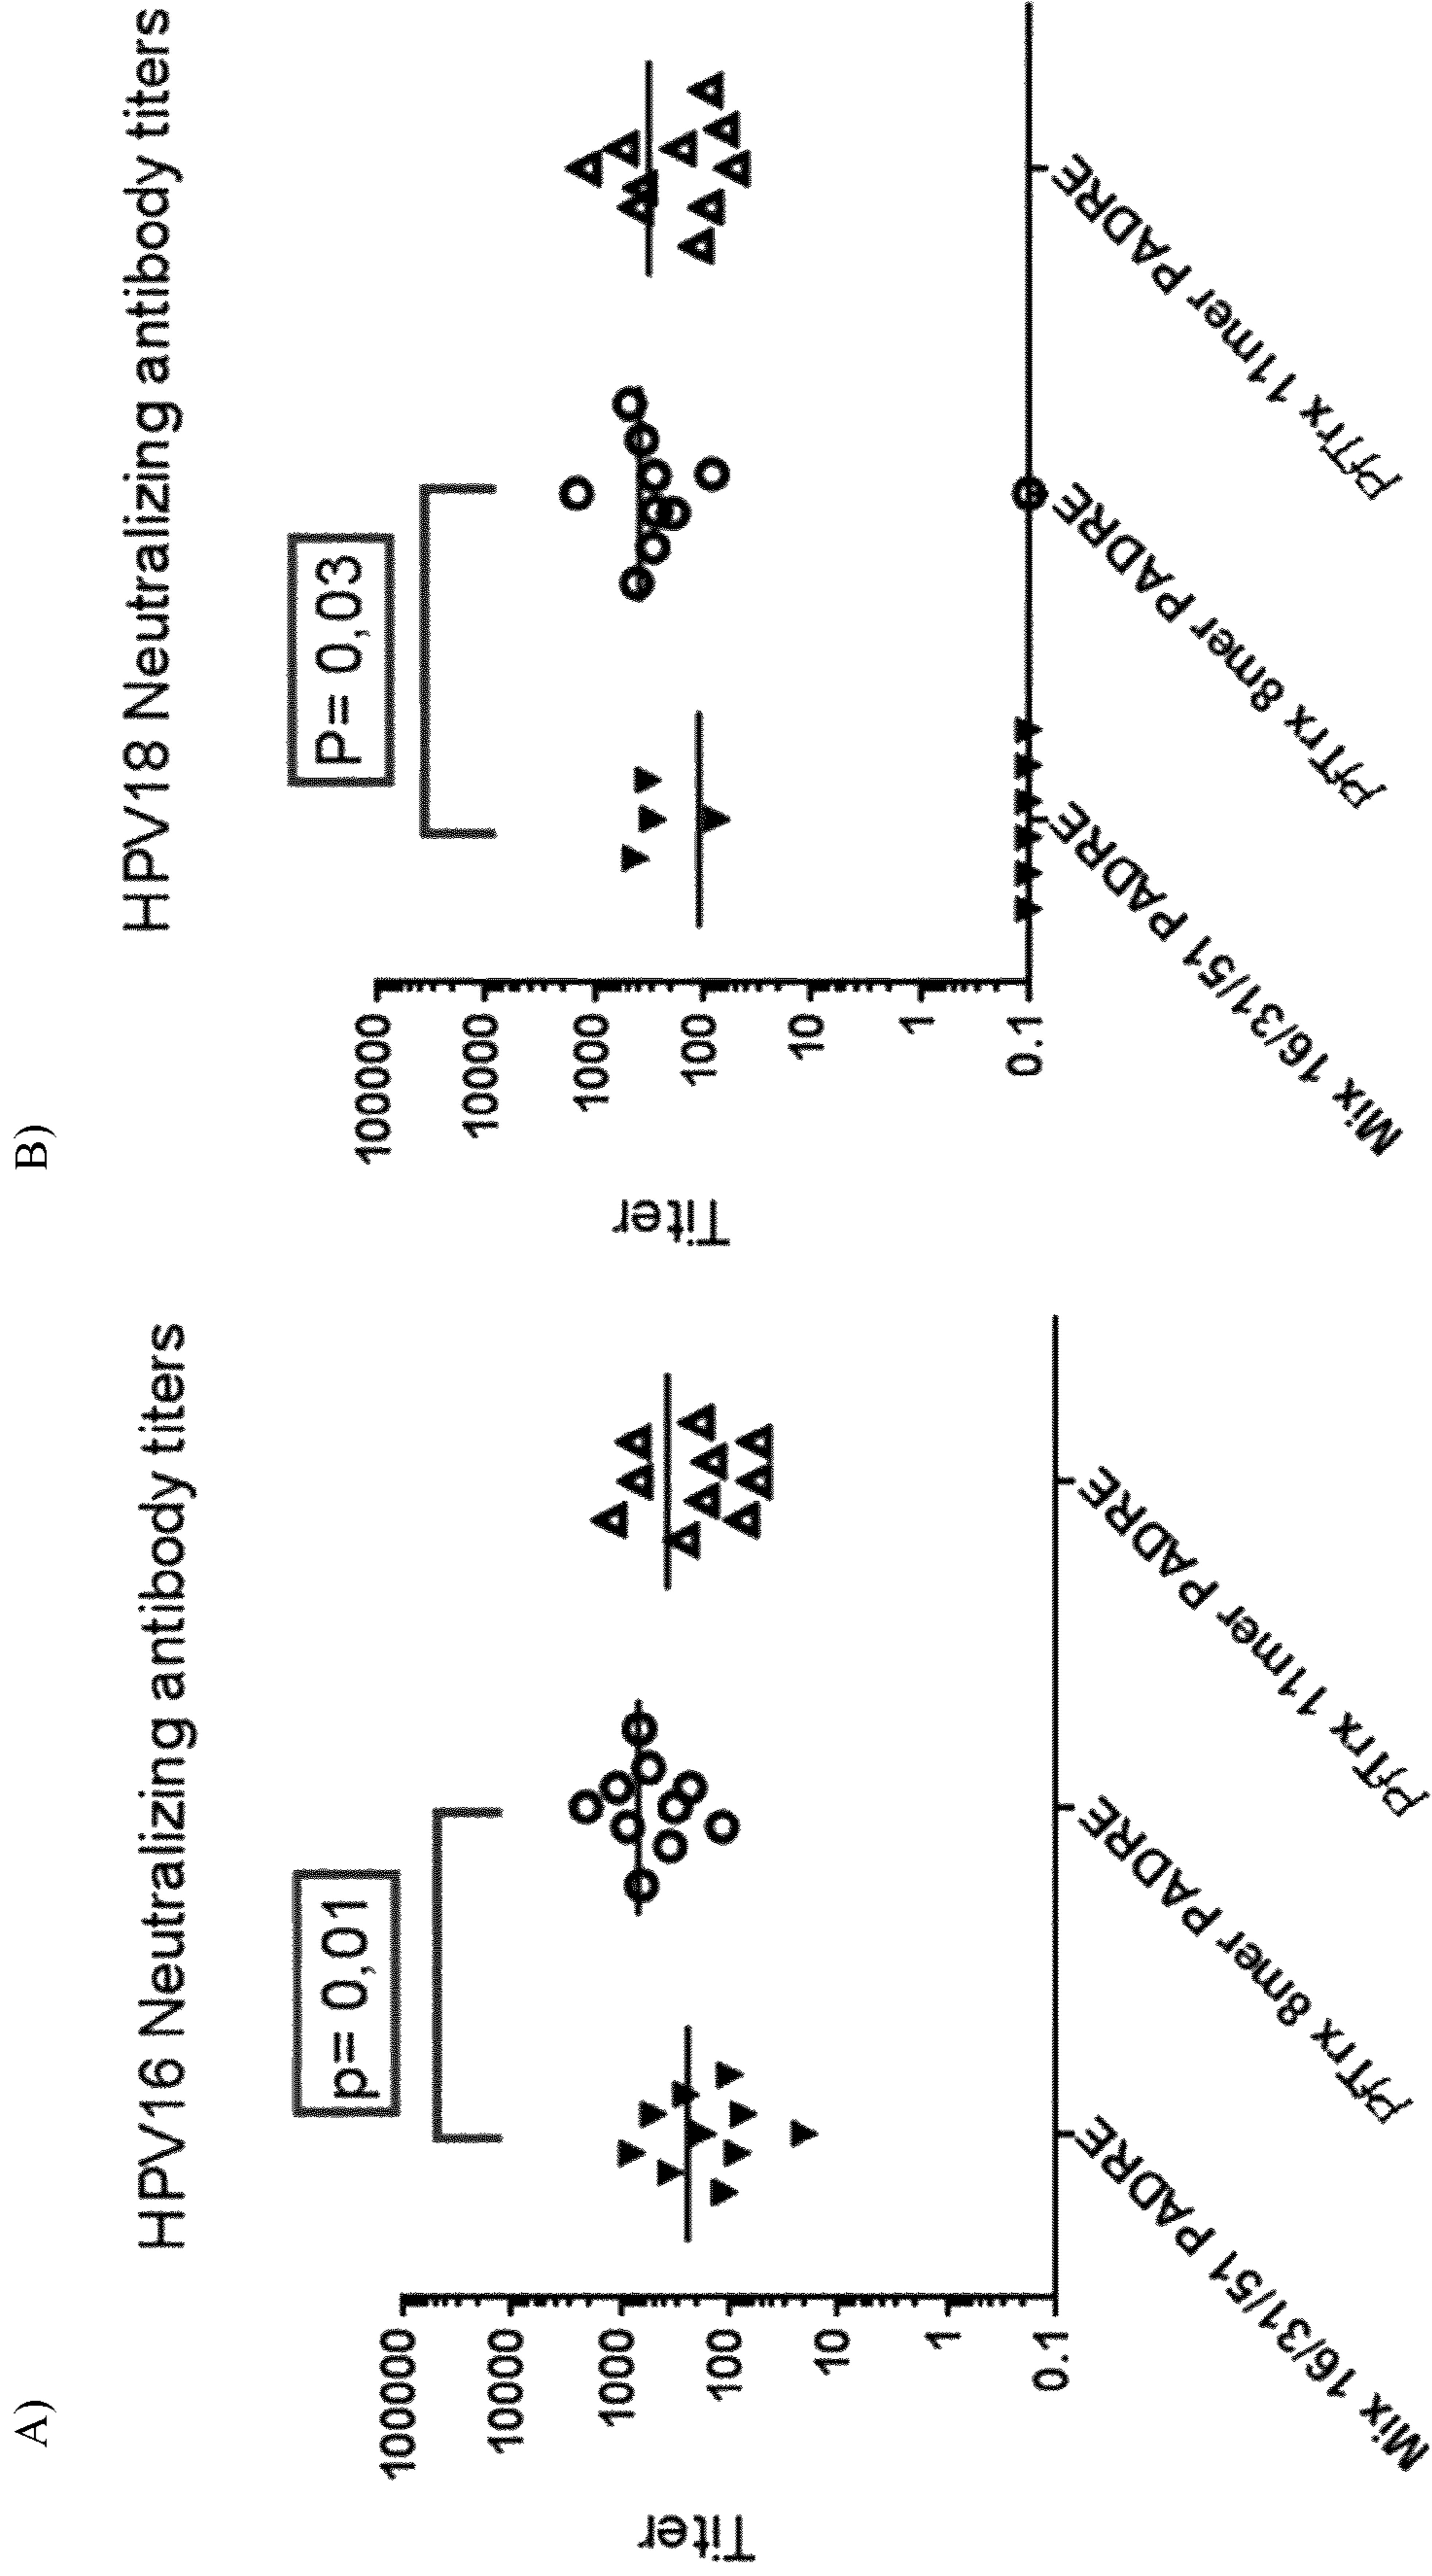 A)
HPV16 Neutralizing antibody titers
p= 0,01
Titer
100000
10000
1000
100
10
1
0.1
Mix 16/31/51 PADRE
PfTrx 8mer PADRE
PfTrx 11mer PADRE
B)
HPV18 Neutralizing antibody titers
P= 0,03
Titer
100000
10000
1000
100
10
1
0.1
Mix 16/31/51 PADRE
PfTrx 8mer PADRE
PfTrx 11mer PADRE